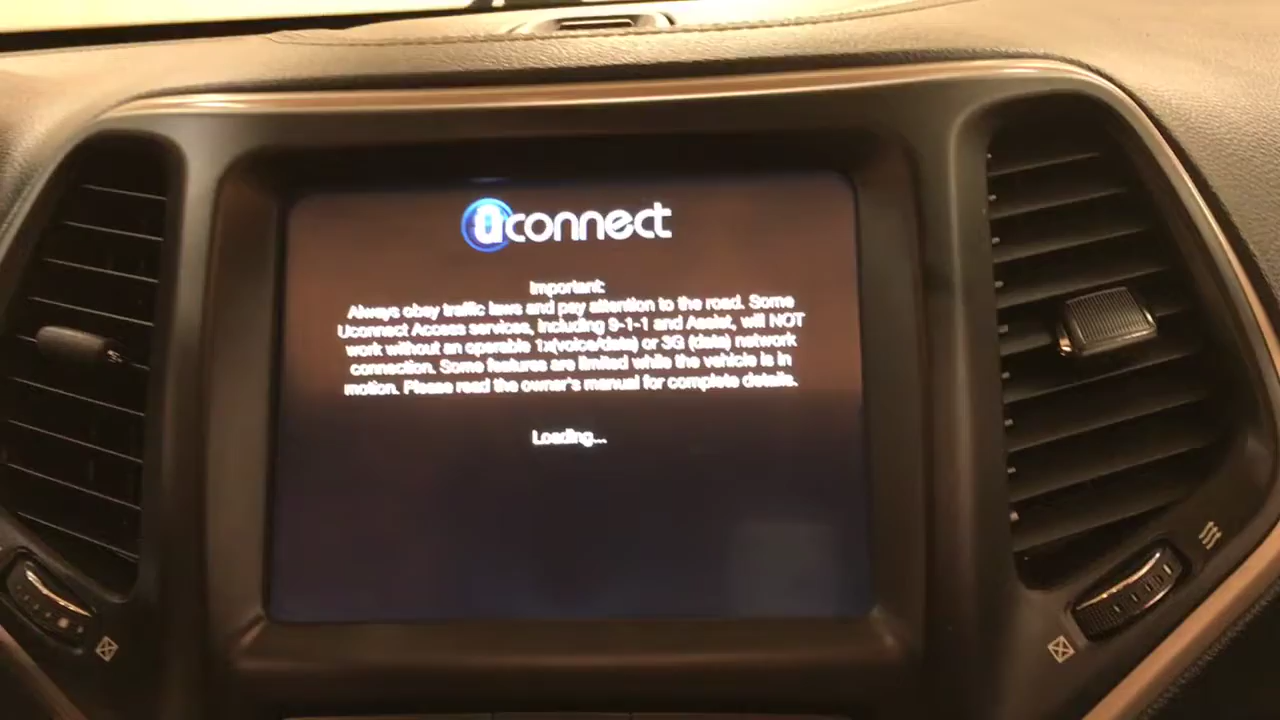 uconnect
Important:
Always obey traffic laws and pay attention to the road. Some
Uconnect Access services, including 9-1-1 and Assist, will NOT
work without an operable 1x(voice/data) or 3G (data) network
connection. Some features are limited while the vehicle is in
motion. Please read the owner's manual for complete details.
Loading...